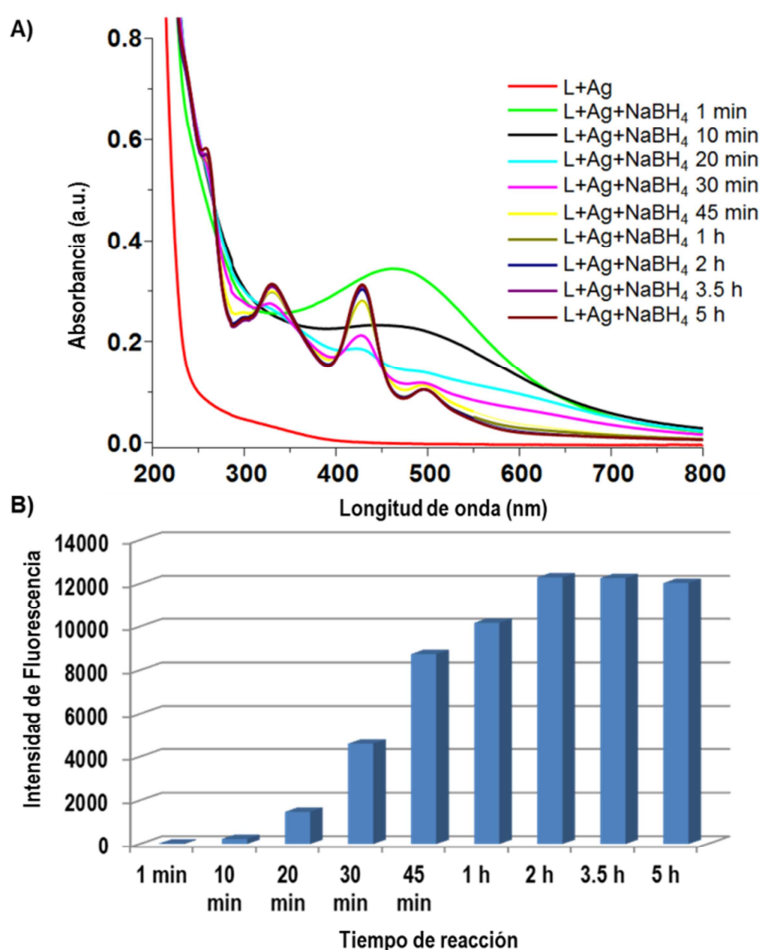 A)
0.8
0.6
0.4
0.2
0.0
Absorbancia (a.u.)
L+Ag
L+Ag+NaBH4 1 min
L+Ag+NaBH4 10 min
L+Ag+NaBH4 20 min
L+Ag+NaBH4 30 min
L+Ag+NaBH4 45 min
L+Ag+NaBH4 1 h
L+Ag+NaBH4 2 h
L+Ag+NaBH4 3.5 h
L+Ag+NaBH4 5 h
200 300 400 500 600 700 800
Longitud de onda (nm)
B)
14000
12000
10000
8000
6000
4000
2000
0
Intensidad de Fluorescencia
1 min 10 min 20 min 30 min 45 min 1 h 2 h 3.5 h 5 h
Tiempo de reacción